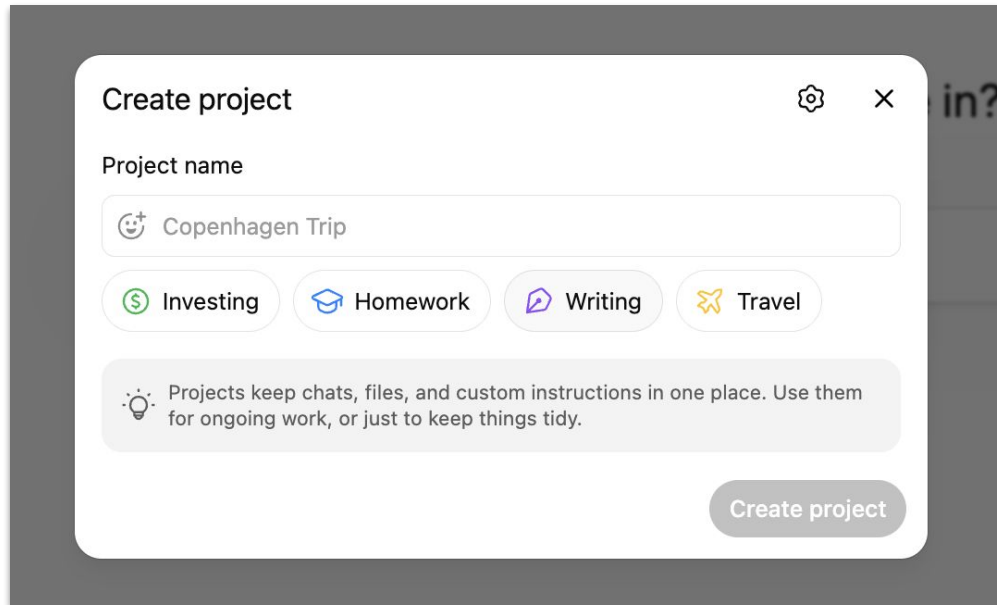 Create project
in?
Project name
Copenhagen Trip
Investing
Homework
Writing
Travel
Projects keep chats, files, and custom instructions in one place. Use them
for ongoing work, or just to keep things tidy.
Create project